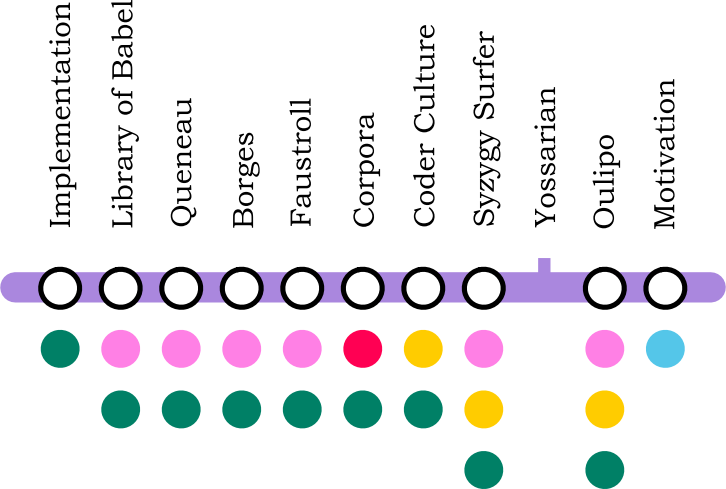 Implementation
Library of Babel
Queneau
Borges
Faustroll
Corpora
Coder Culture
Syzygy Surfer
Yossarian
Oulipo
Motivation